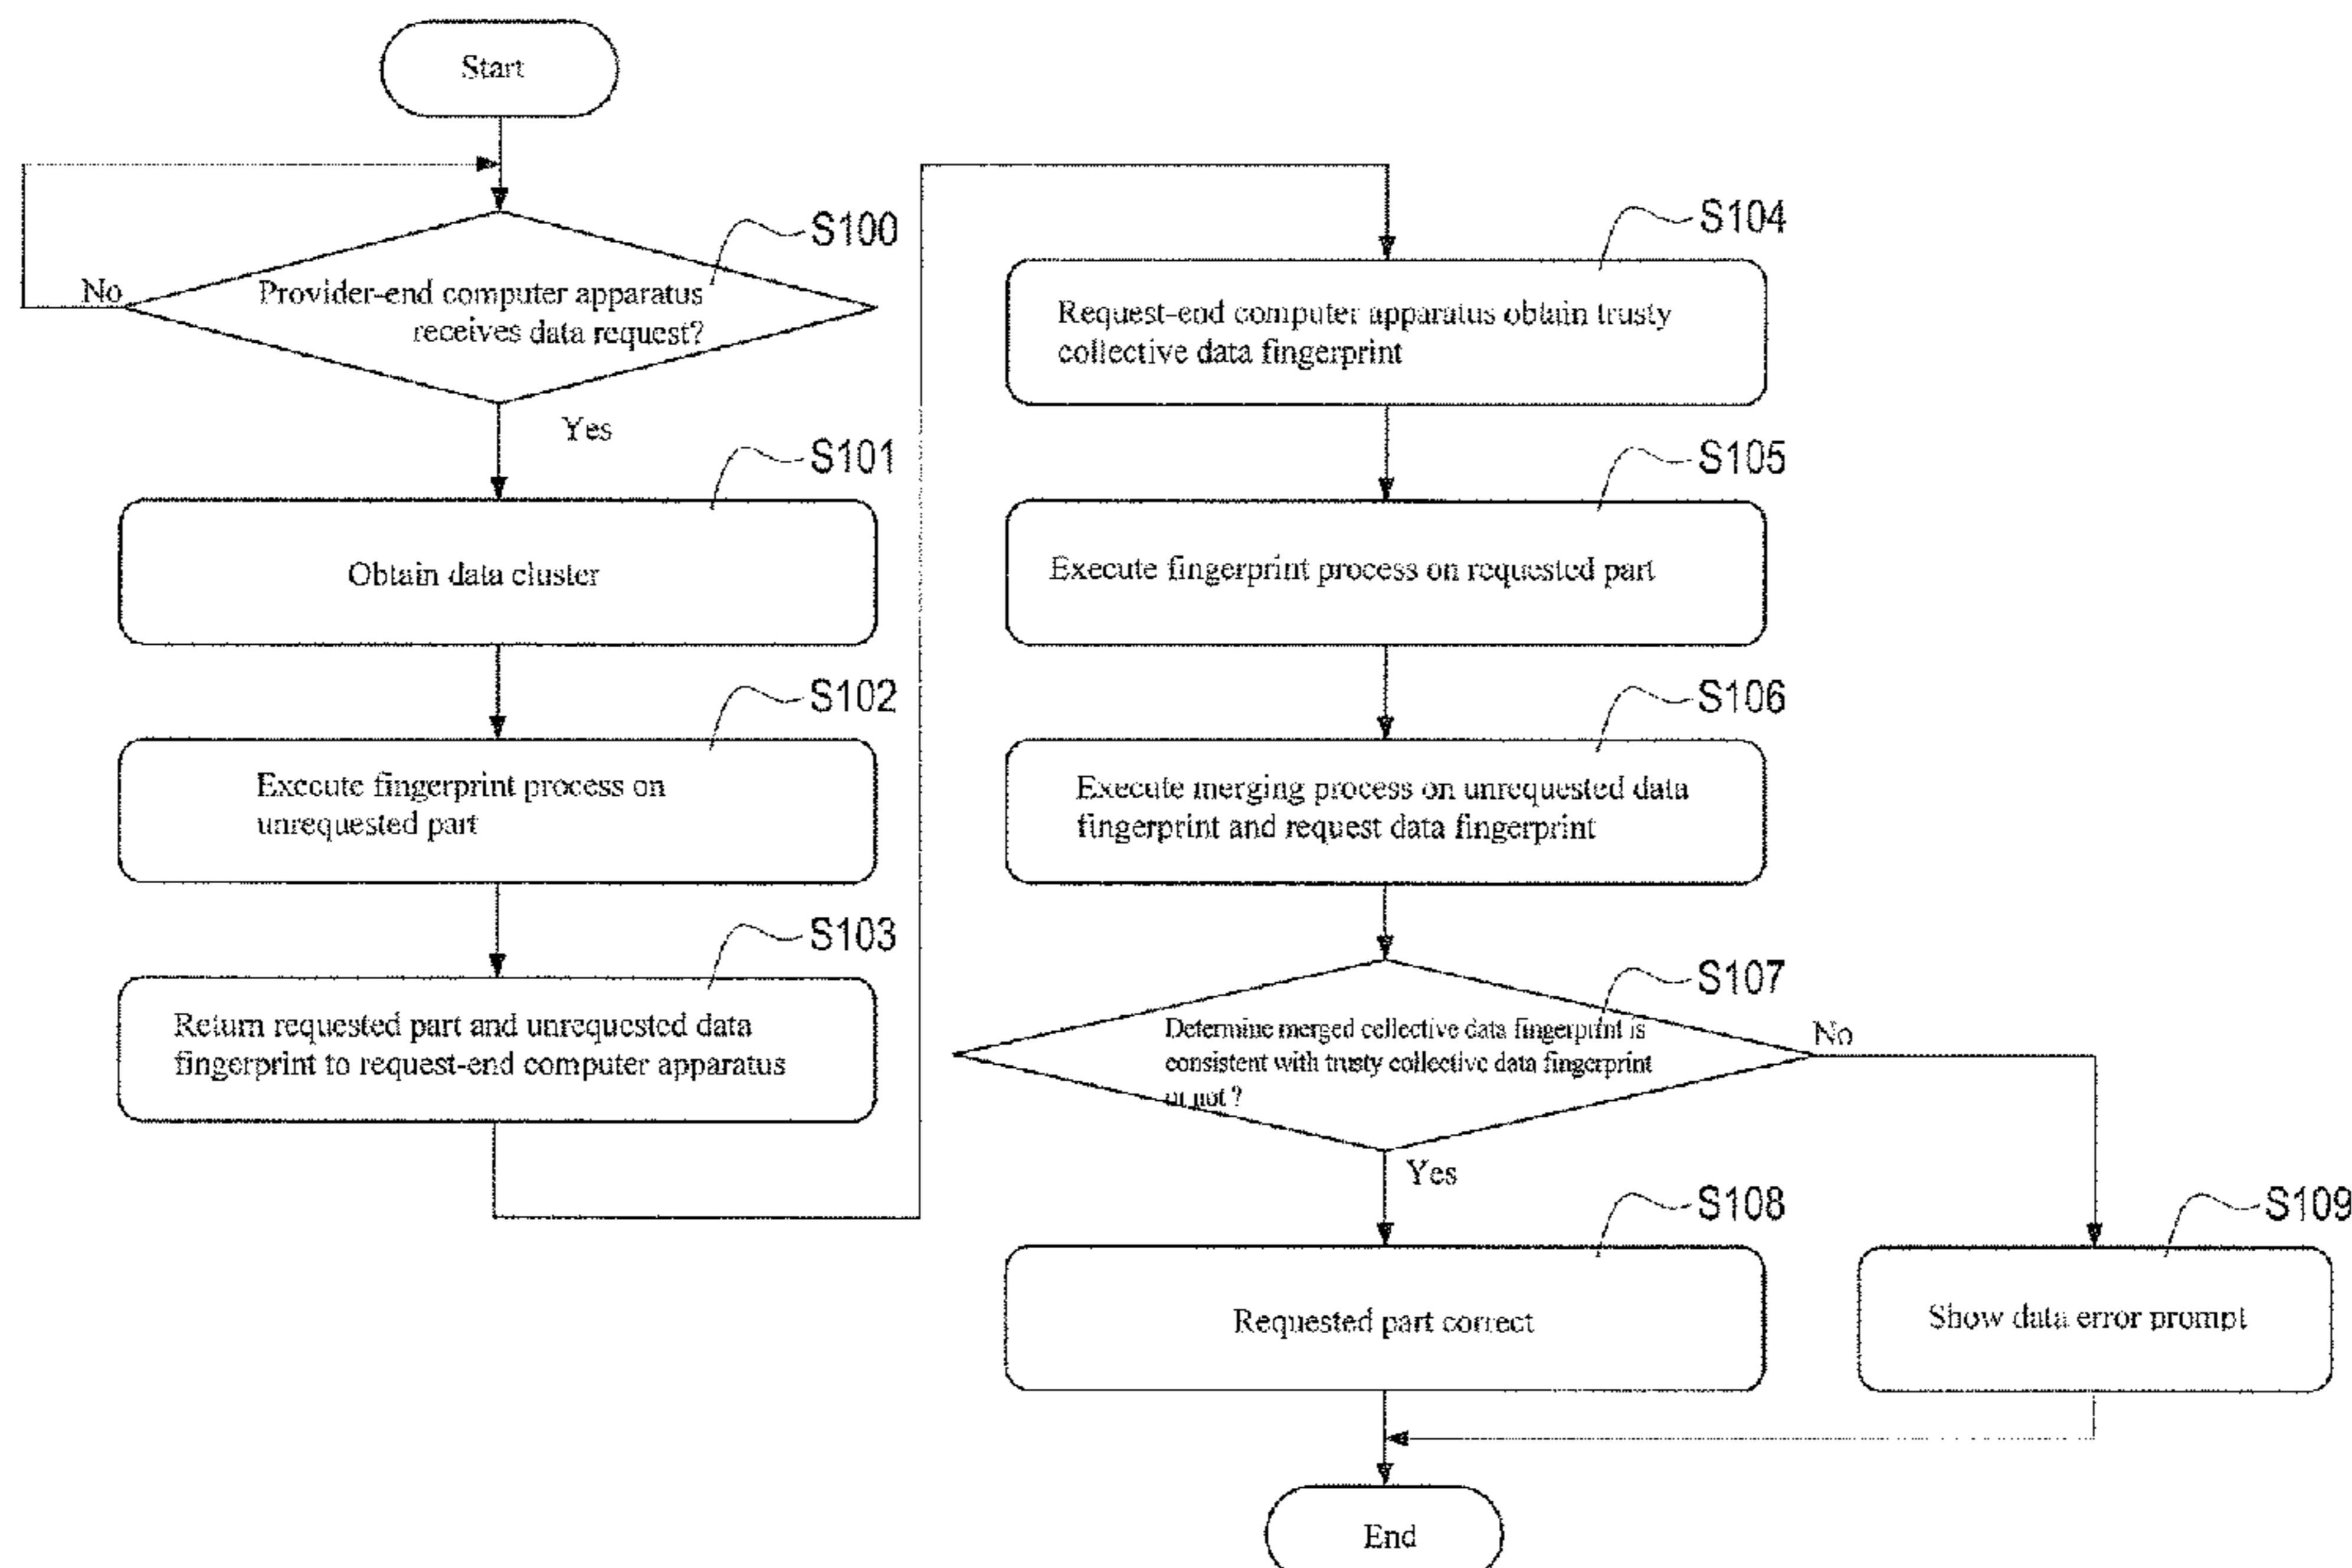 Start
S100
No
Provider-end computer apparatus
receives data request?
Yes
S101
Obtain data cluster
S102
Execute fingerprint process on
unrequested part
S103
Return requested part and unrequested data
fingerprint to request-end computer apparatus
S104
Request-end computer apparatus obtain trusty
collective data fingerprint
S105
Execute fingerprint process on requested part
S106
Execute merging process on unrequested data
fingerprint and request data fingerprint
S107
Determine merged collective data fingerprint is
consistent with trusty collective data fingerprint
or not ?
No
Yes
S108
Requested part correct
S109
Show data error prompt
End